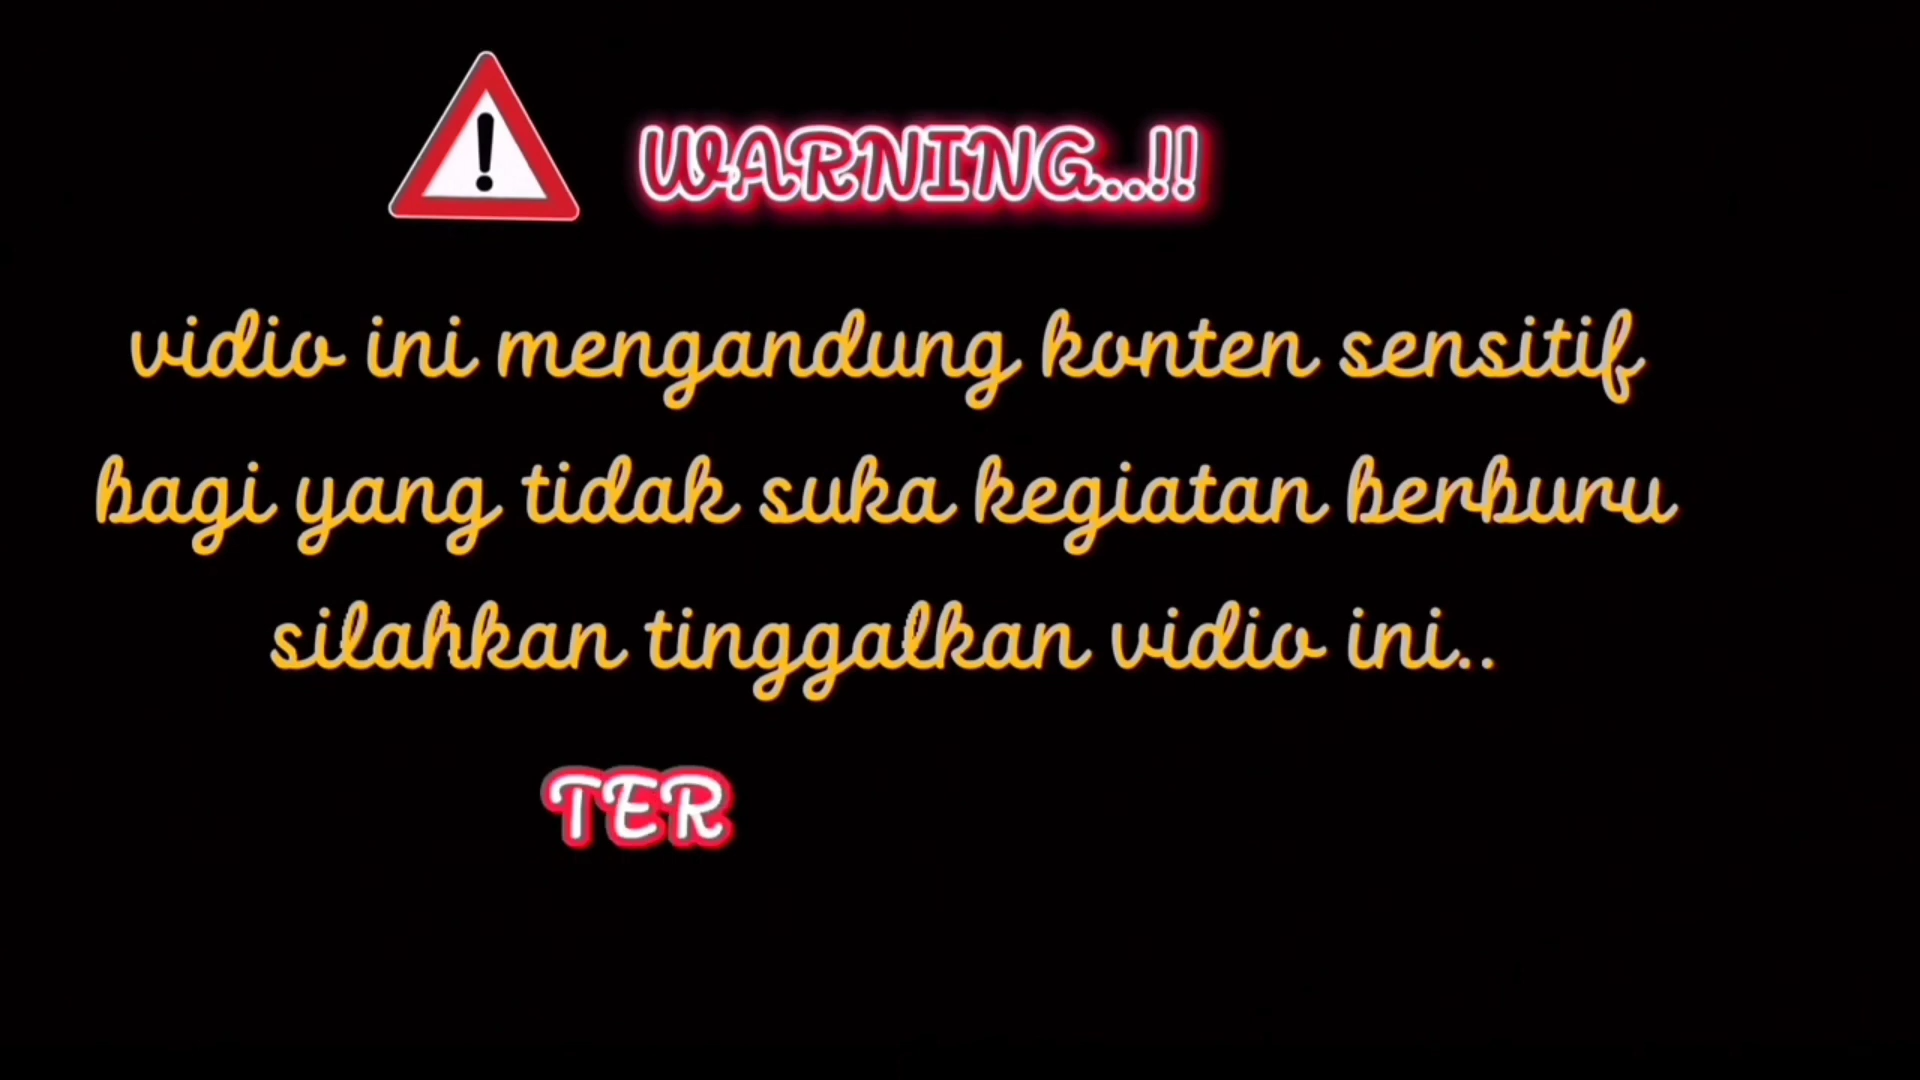 WARNING..!!
vidio ini mengandung konten sensitif
bagi yang tidak suka kegiatan berburu
silahkan tinggalkan vidio ini..
TER